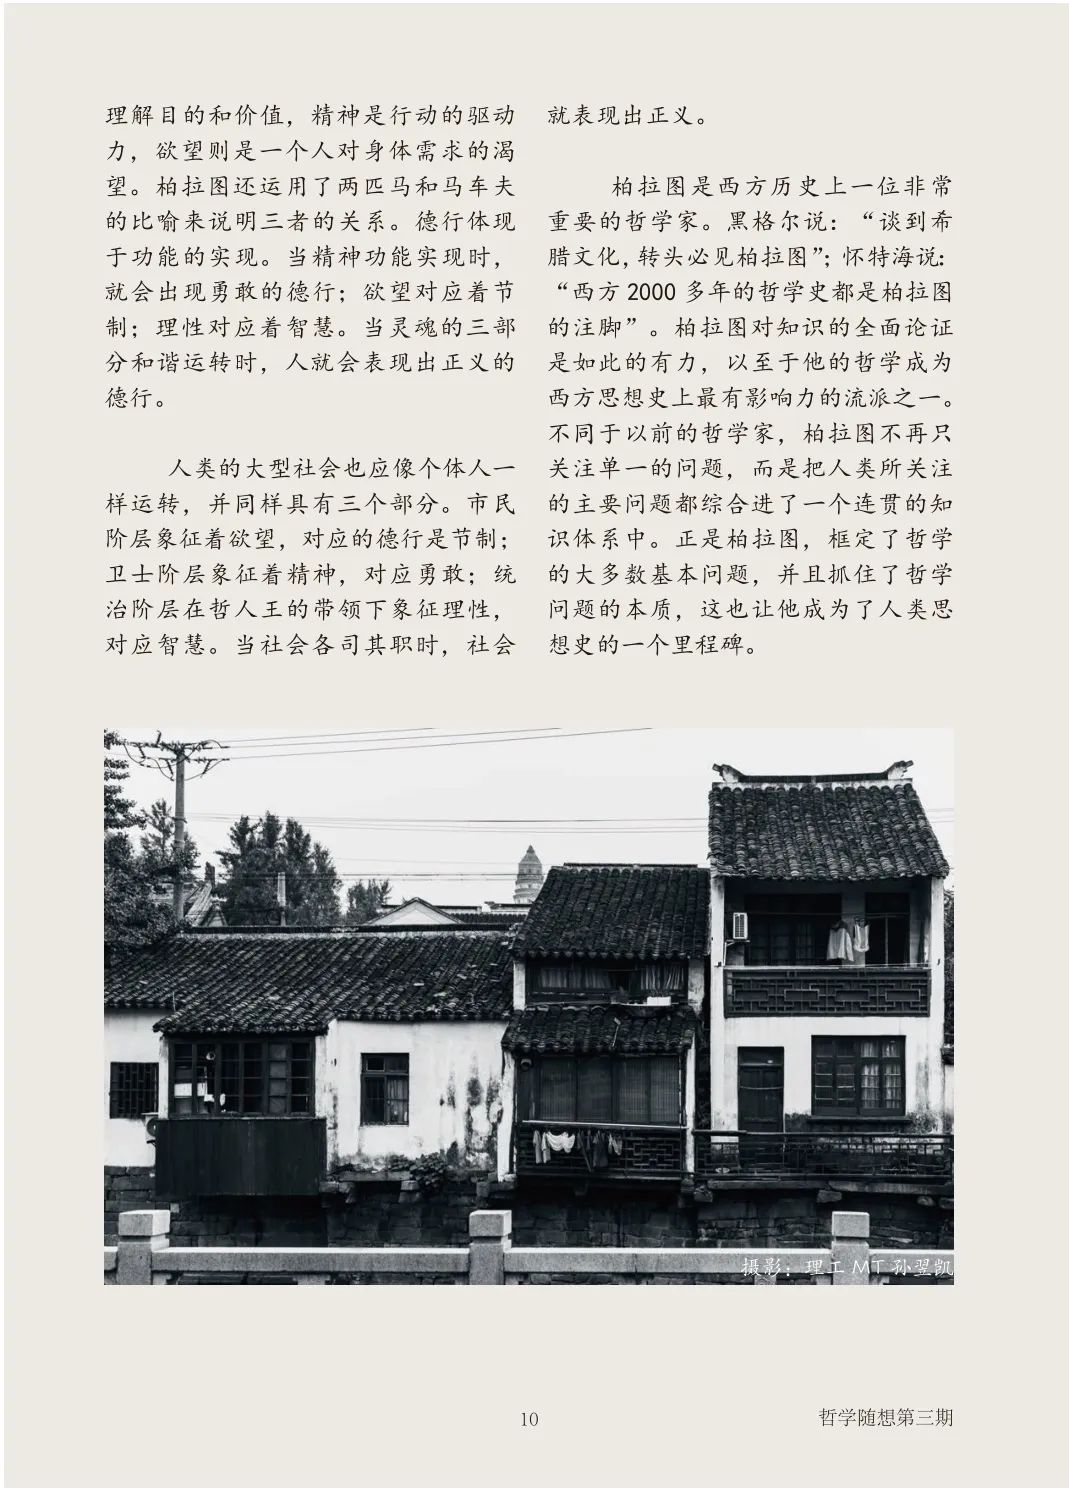 理解目的和价值，精神是行动的驱动
力，欲望则是一个人对身体需求的渴
望。柏拉图还运用了两匹马和马车夫
的比喻来说明三者的关系。德行体现
于功能的实现。当精神功能实现时，
就会出现勇敢的德行；欲望对应着节
制；理性对应着智慧。当灵魂的三部
分和谐运转时，人就会表现出正义的
德行。
人类的大型社会也应像个体人一
样运转，并同样具有三个部分。市民
阶层象征着欲望，对应的德行是节制；
卫士阶层象征着精神，对应勇敢；统
治阶层在哲人王的带领下象征理性，
对应智慧。当社会各司其职时，社会
就表现出正义。
柏拉图是西方历史上一位非常
重要的哲学家。黑格尔说：“谈到希
腊文化，转头必见柏拉图”；怀特海说：
“西方 2000 多年的哲学史都是柏拉图
的注脚”。柏拉图对知识的全面论证
是如此的有力，以至于他的哲学成为
西方思想史上最有影响力的流派之一。
不同于以前的哲学家，柏拉图不再只
关注单一的问题，而是把人类所关注
的主要问题都综合进了一个连贯的知
识体系中。正是柏拉图，框定了哲学
的大多数基本问题，并且抓住了哲学
问题的本质，这也让他成为了人类思
想史的一个里程碑。
摄影：理工 MT 孙翌凯
10
哲学随想第三期